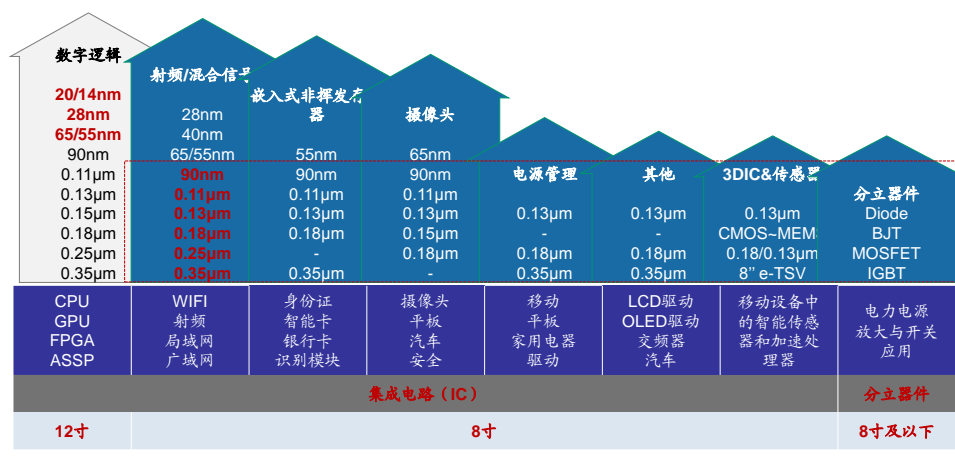 数字逻辑
20/14nm
28nm
65/55nm
90nm
0.11μm
0.13μm
0.15μm
0.18μm
0.25μm
0.35μm
射频/混合信号
28nm
40nm
65/55nm
90nm
0.11μm
0.13μm
0.18μm
0.25μm
0.35μm
嵌入式非挥发存
器
55nm
90nm
0.11μm
0.13μm
0.18μm
-
0.35μm
摄像头
65nm
90nm
0.11μm
0.13μm
0.15μm
0.18μm
-
电源管理
0.13μm
-
0.18μm
0.35μm
其他
0.13μm
-
0.18μm
0.35μm
3DIC&传感器
0.13μm
CMOS~MEMS
0.18/0.13μm
8’’ e-TSV
分立器件
Diode
BJT
MOSFET
IGBT
CPU
GPU
FPGA
ASSP
WIFI
射频
局域网
广域网
身份证
智能卡
银行卡
识别模块
摄像头
平板
汽车
安全
移动
平板
家用电器
驱动
LCD驱动
OLED驱动
交频器
汽车
移动设备中
的智能传感
器和加速处
理器
电力电源
放大与开关
应用
集成电路（IC）
分立器件
12寸
8寸
8寸及以下